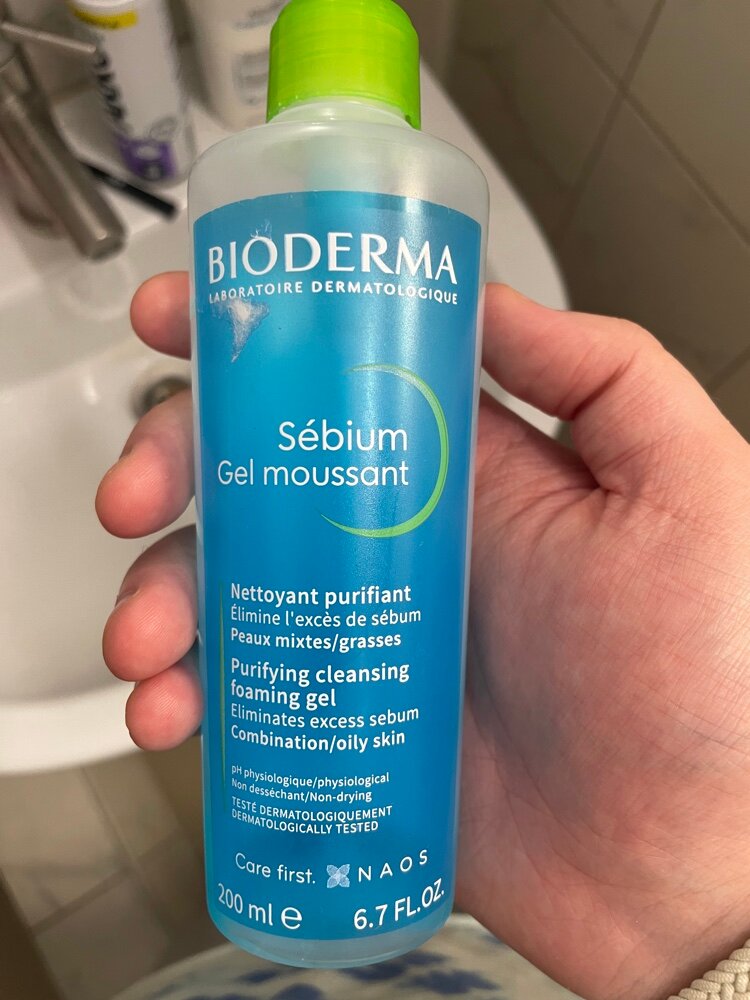 BIODERMA
LABORATOIRE DERMATOLOGIQUE
Sébium
Gel moussant
Nettoyant purifiant
Élimine l'excès de sébum
Peaux mixtes/grasses
Purifying cleansing
foaming gel
Eliminates excess sebum
Combination/oily skin
pH physiologique/physiological
Non desséchant/Non-drying
TESTÉ DERMATOLOGIQUEMENT
DERMATOLOGICALLY TESTED
Care first. NAOS
200 ml e 6.7 FL.OZ.